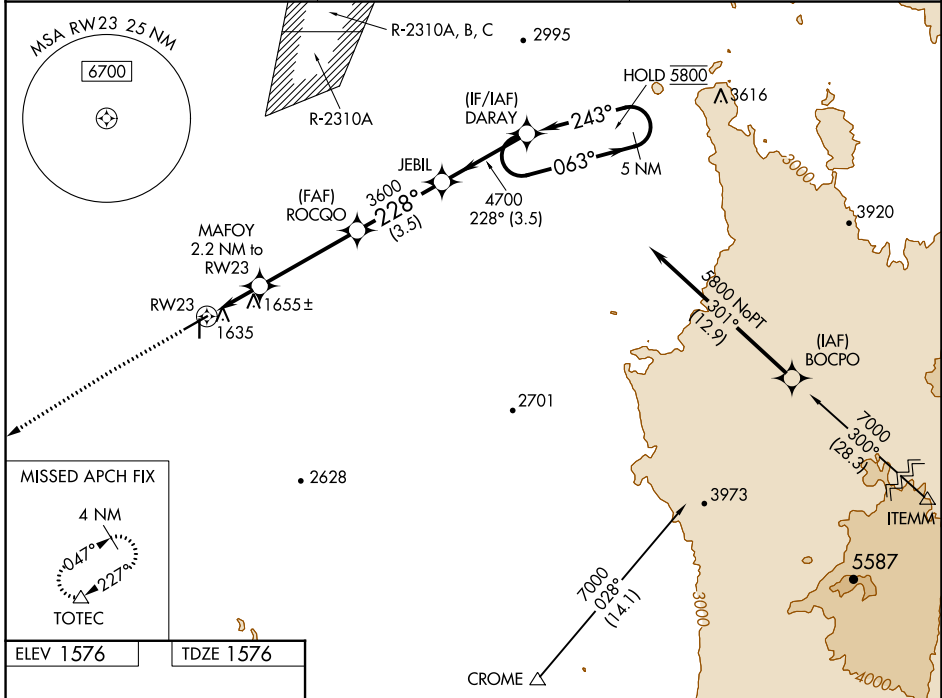 MSA RW23 25 NM
6700
R-2310A, B, C
R-2310A
2995
HOLD 5800
3616
(IF/IAF)
DARAY
243°
063°
5 NM
JEBIL
4700
228° (3.5)
3600
228°
(3.5)
(FAF)
ROCQO
MAFOY
2.2 NM to
RW23
RW23
1655±
1635
3000
3920
5800 NoPT
301°
(12.9)
(IAF)
BOCPO
7000
300°
(28.3)
ITEMM
2701
2628
3973
5587
7000
028°
(14.1)
CROME
3000
4000
MISSED APCH FIX
4 NM
047°
227°
TOTEC
ELEV 1576
TDZE 1576